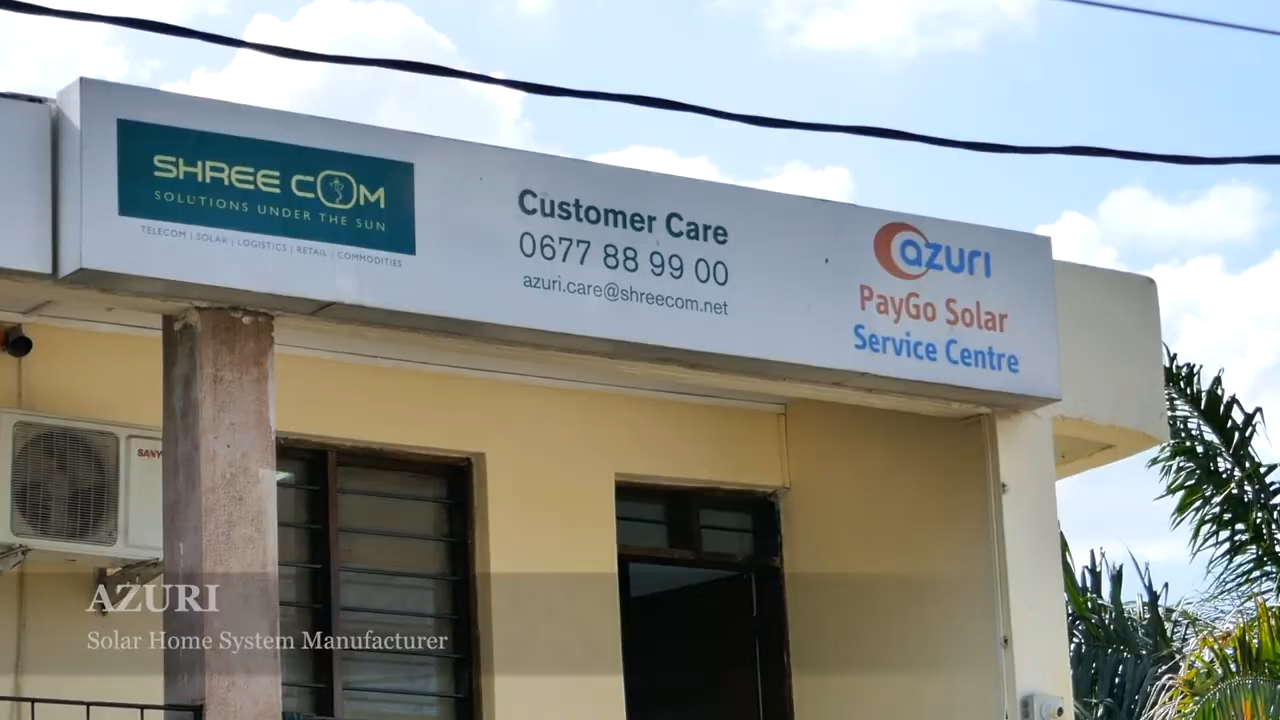 SHREE COM
SOLUTIONS UNDER THE SUN
TELECOM | SOLAR | LOGISTICS | RETAIL | COMMODITIES
Customer Care
0677 88 99 00
azuri.care@shreecom.net
azuri
PayGo Solar
Service Centre
SANY
AZURI
Solar Home System Manufacturer